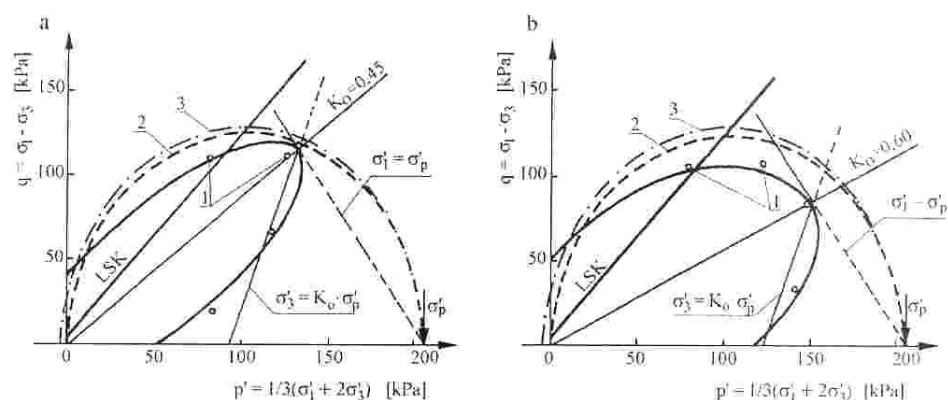 a
q = σ₁ - σ₃ [kPa]
150
100
50
0
2
3
1
LSK
K₀=0,45
σ'₁ = σ'ₚ
σ'₃ = K₀ · σ'ₚ
σ'ₚ
0 50 100 150 200
p' = 1/3(σ'₁ + 2σ'₃) [kPa]
b
q = σ₁ - σ₃ [kPa]
150
100
50
0
2
3
1
LSK
K₀=0,60
σ'₁ = σ'ₚ
σ'₃ = K₀ σ'ₚ
σ'ₚ
0 50 100 150 200
p' = 1/3(σ'₁ + 2σ'₃) [kPa]